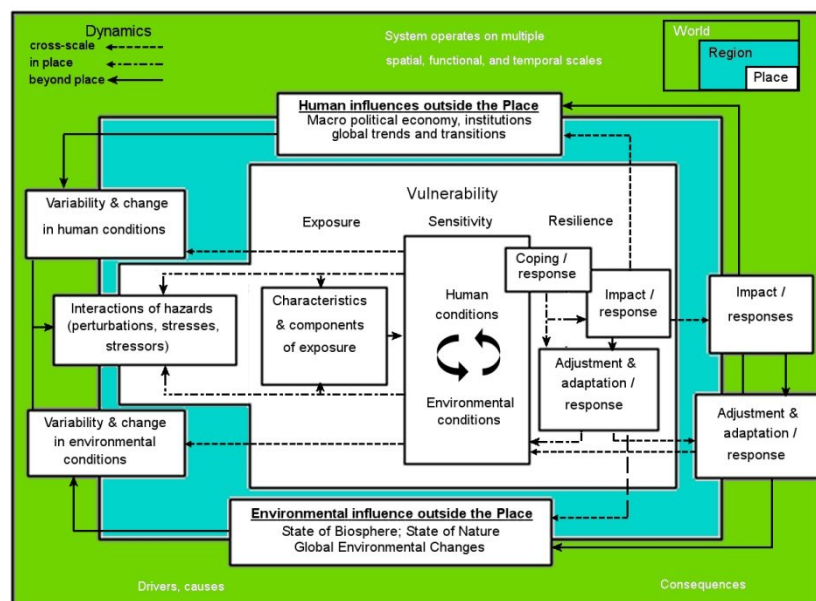 Dynamics
cross-scale
in place
beyond place
System operates on multiple
spatial, functional, and temporal scales
World
Region
Place
Human influences outside the Place
Macro political economy, institutions
global trends and transitions
Variability & change
in human conditions
Vulnerability
Exposure
Sensitivity
Resilience
Coping /
response
Interactions of hazards
(perturbations, stresses,
stressors)
Characteristics
& components
of exposure
Human
conditions
Environmental
conditions
Impact /
response
Impact /
responses
Adjustment &
adaptation /
response
Adjustment &
adaptation /
response
Variability & change
in environmental
conditions
Environmental influence outside the Place
State of Biosphere; State of Nature
Global Environmental Changes
Drivers, causes
Consequences